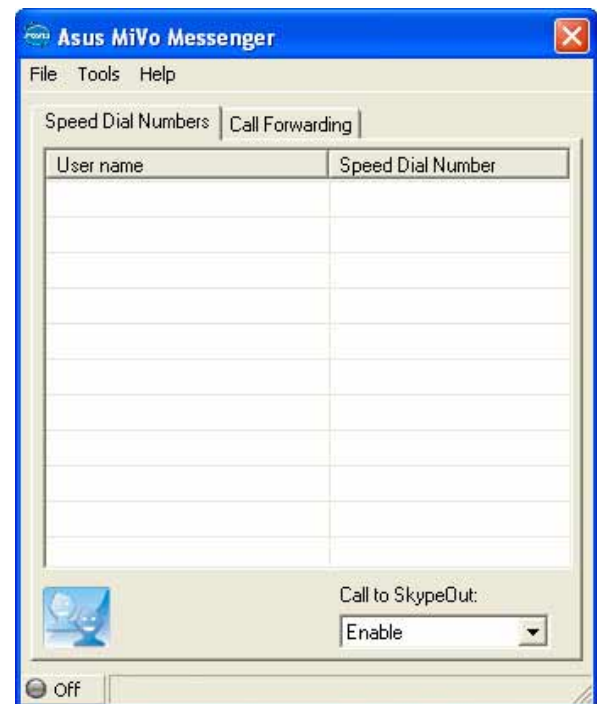 Asus MiVo Messenger
File Tools Help
Speed Dial Numbers Call Forwarding
User name Speed Dial Number
Call to SkypeOut:
Enable
Off